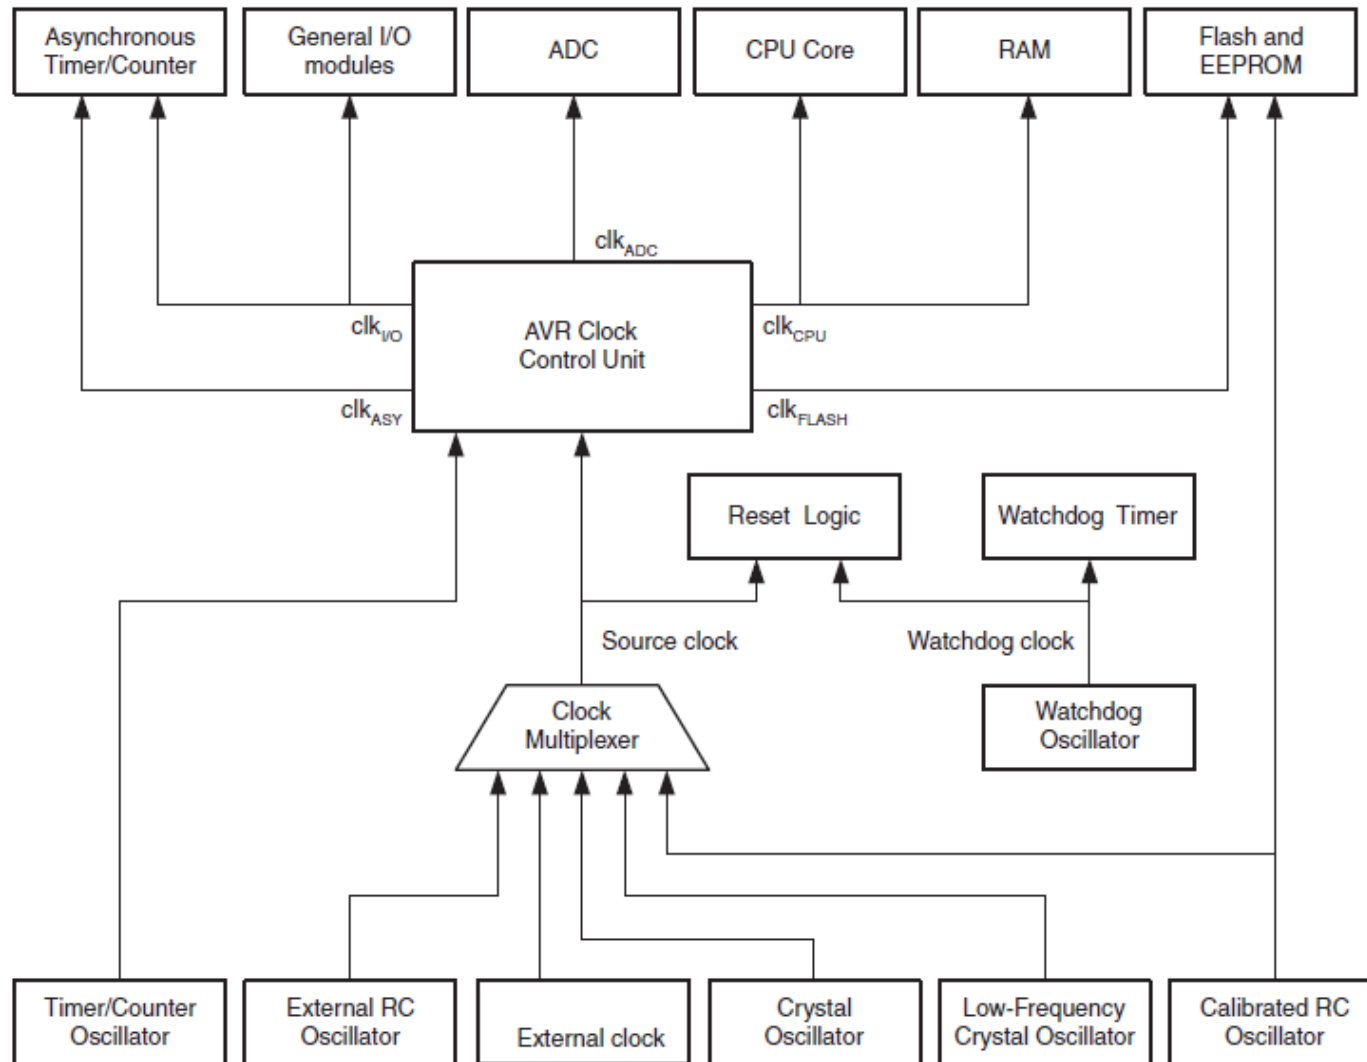 Asynchronous
Timer/Counter
General I/O
modules
ADC
CPU Core
RAM
Flash and
EEPROM
clkADC
clkI/O
AVR Clock
Control Unit
clkCPU
clkASY
clkFLASH
Reset Logic
Watchdog Timer
Source clock
Watchdog clock
Clock
Multiplexer
Watchdog
Oscillator
Timer/Counter
Oscillator
External RC
Oscillator
External clock
Crystal
Oscillator
Low-Frequency
Crystal Oscillator
Calibrated RC
Oscillator